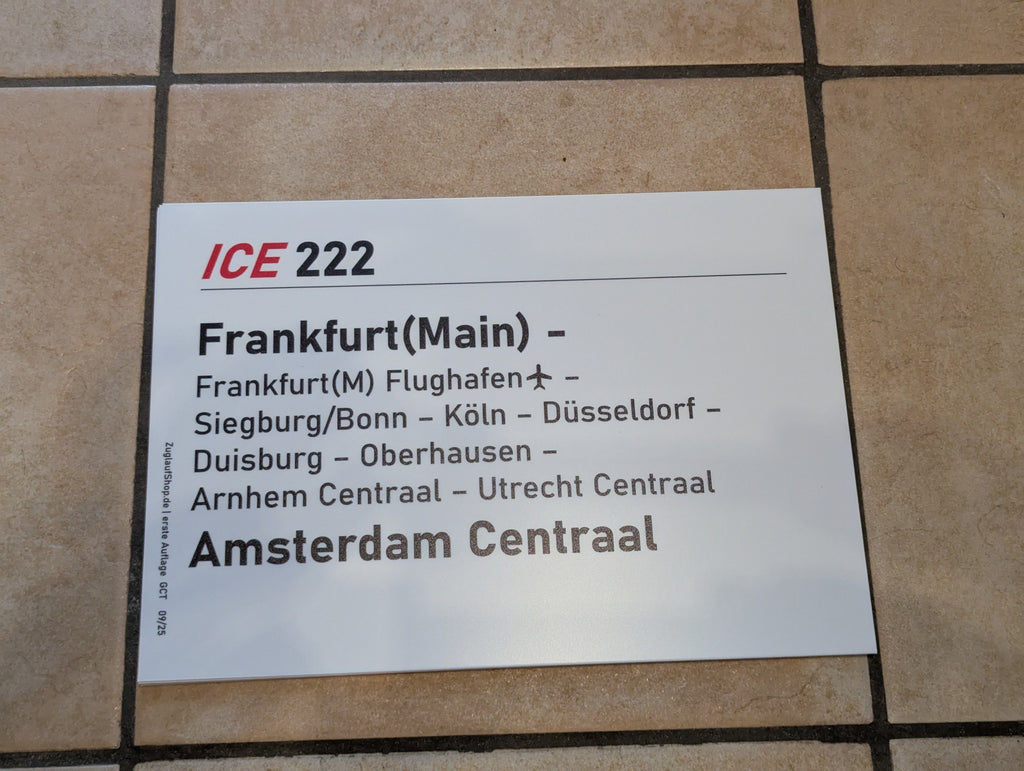 ICE 222
Frankfurt(Main) –
Frankfurt(M) Flughafen✈ –
Siegburg/Bonn – Köln – Düsseldorf –
Duisburg – Oberhausen –
Arnhem Centraal – Utrecht Centraal
Amsterdam Centraal
ZuglaufShop.de | erste Auflage GCT 09/25